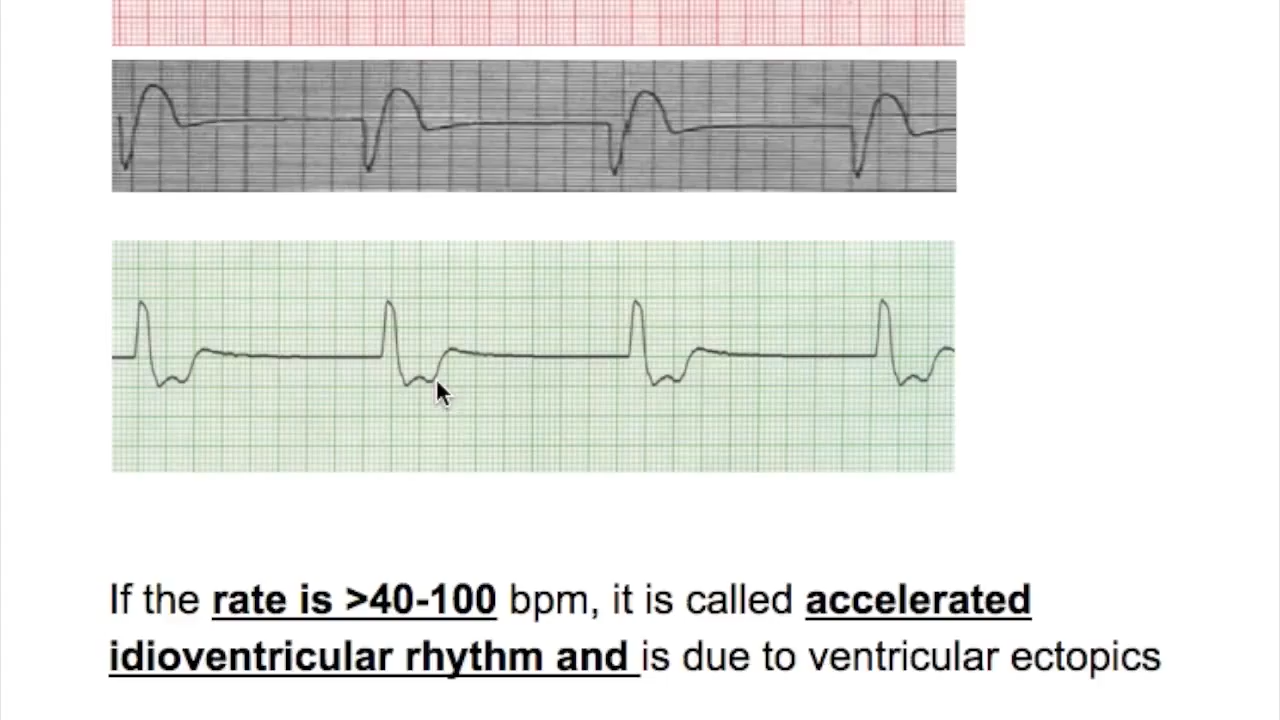 If the rate is >40-100 bpm, it is called accelerated
idioventricular rhythm and is due to ventricular ectopics